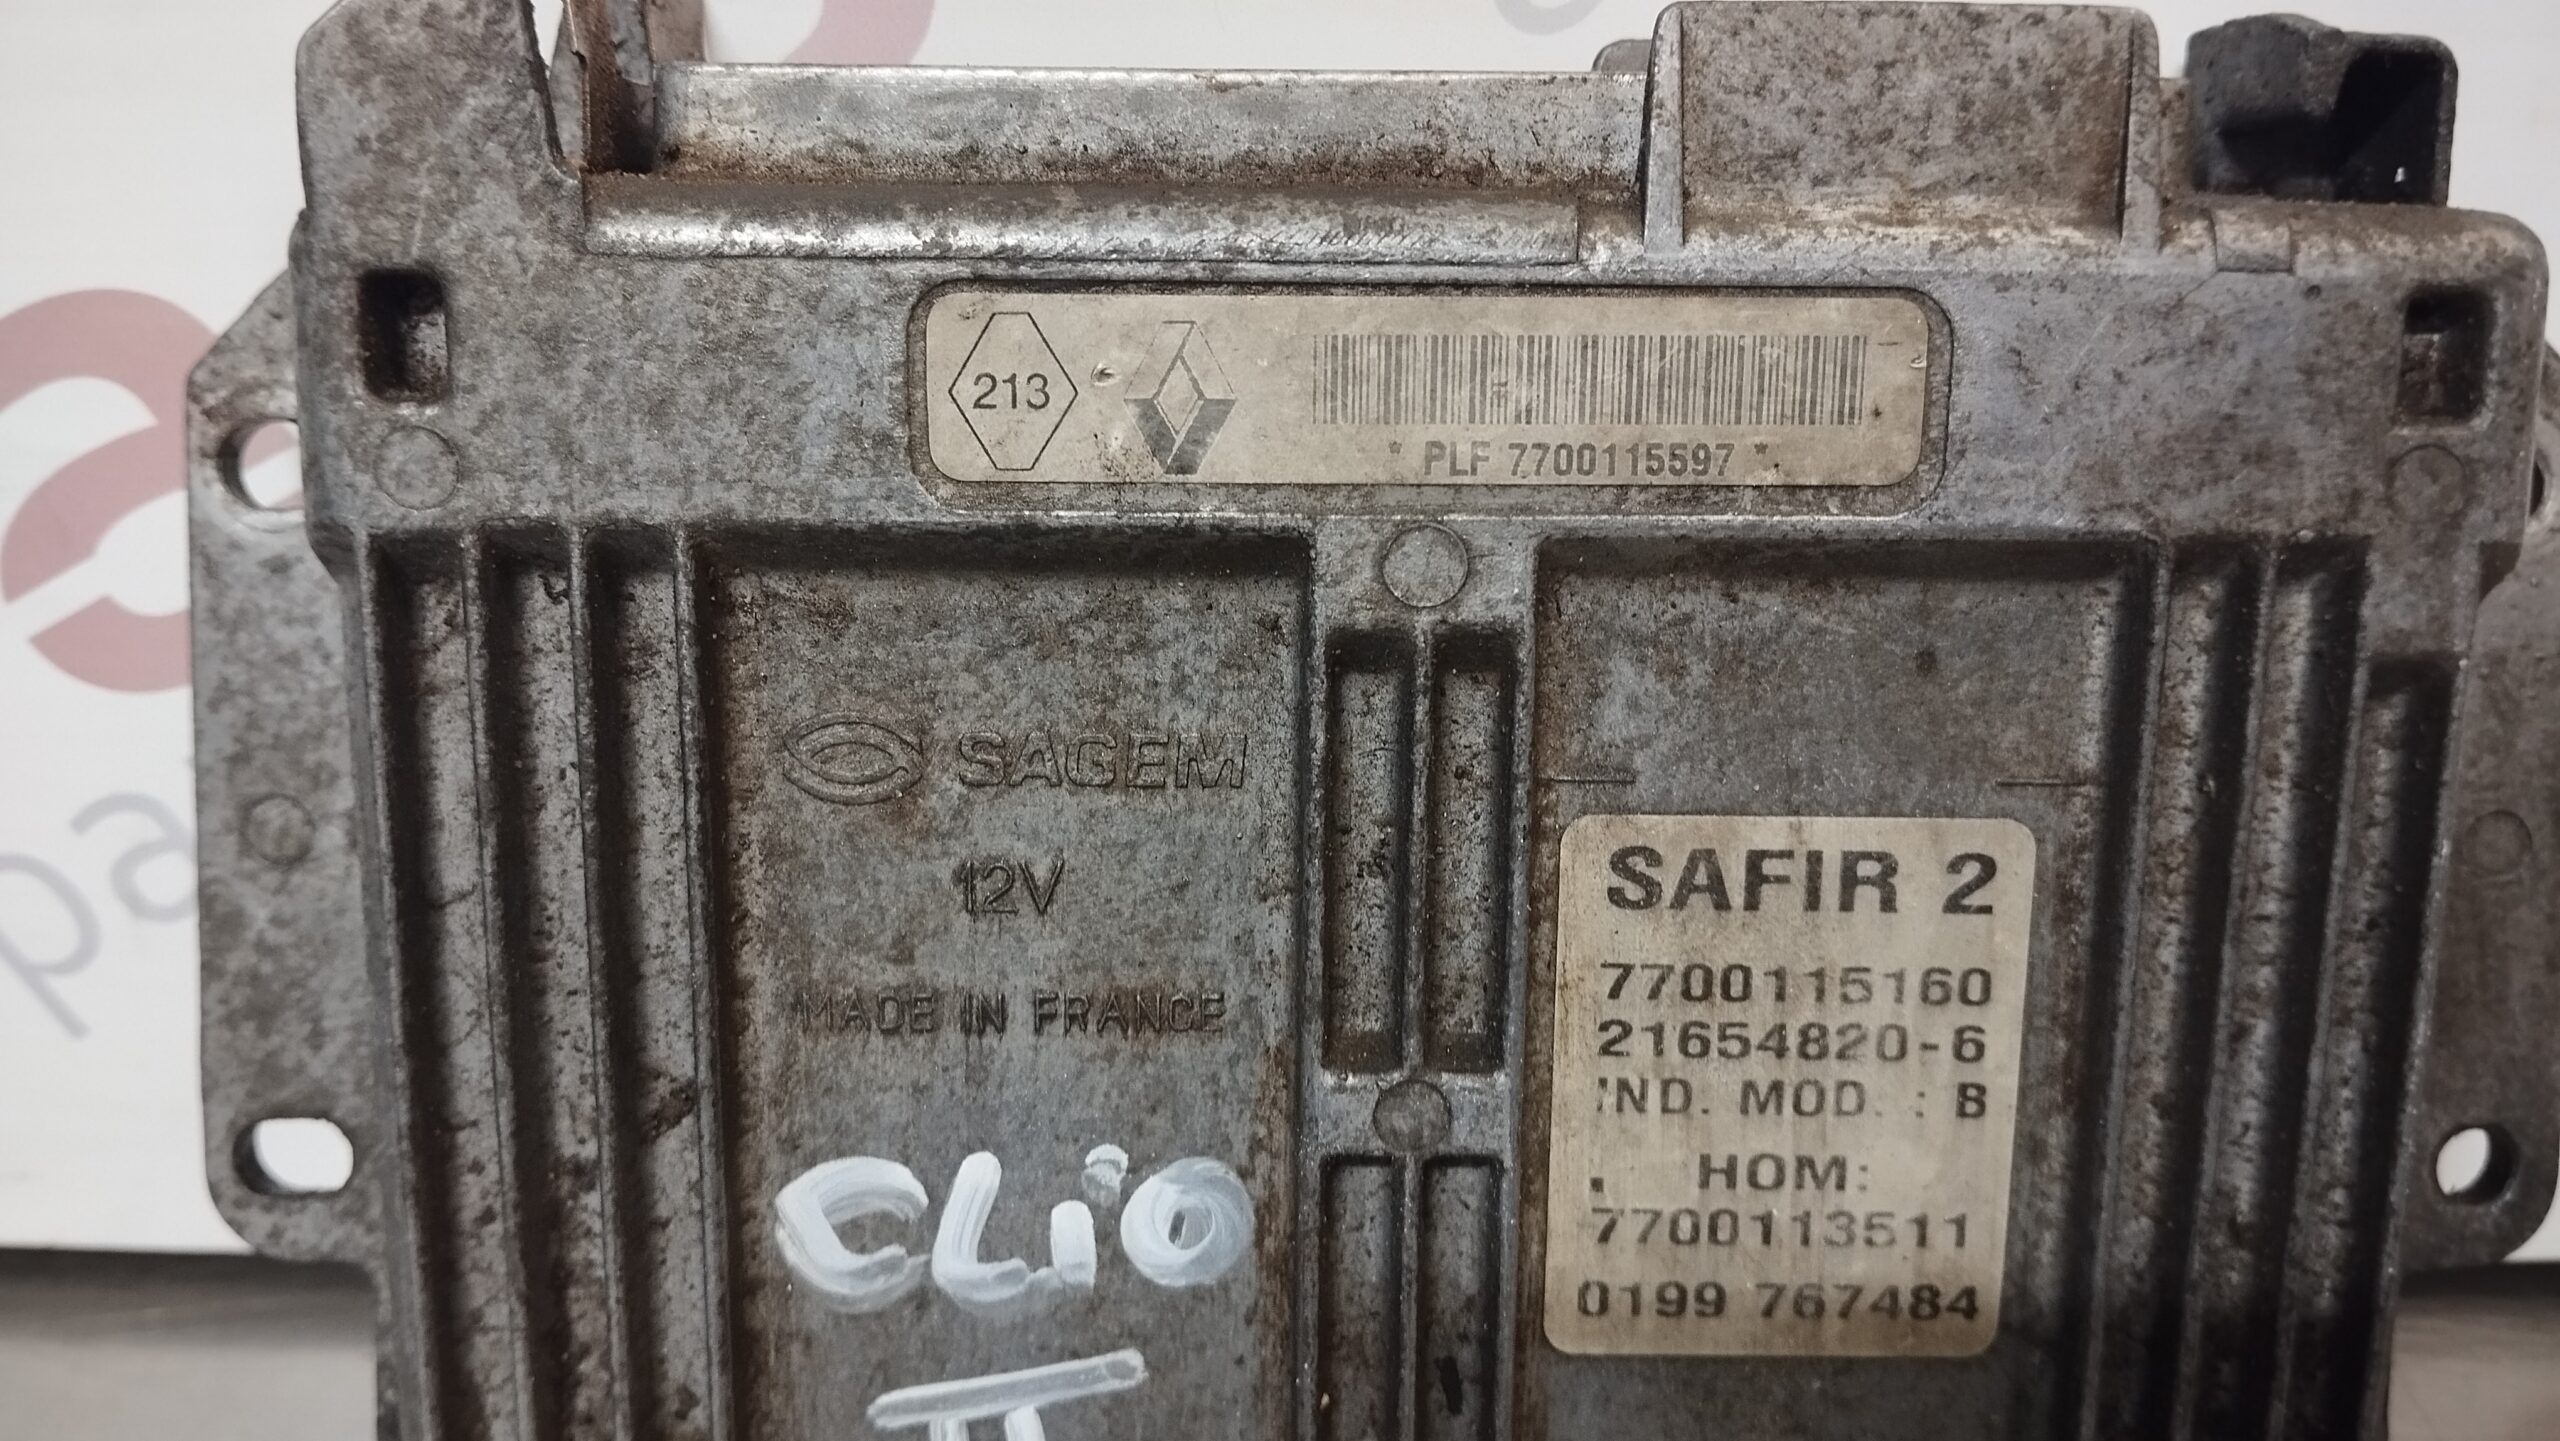 213
* PLF 7700115597 *
SAGEM
12V
MADE IN FRANCE
CLiO
II
SAFIR 2
7700115160
21654820-6
IND. MOD. : B
. HOM:
7700113511
0199 767484
pa